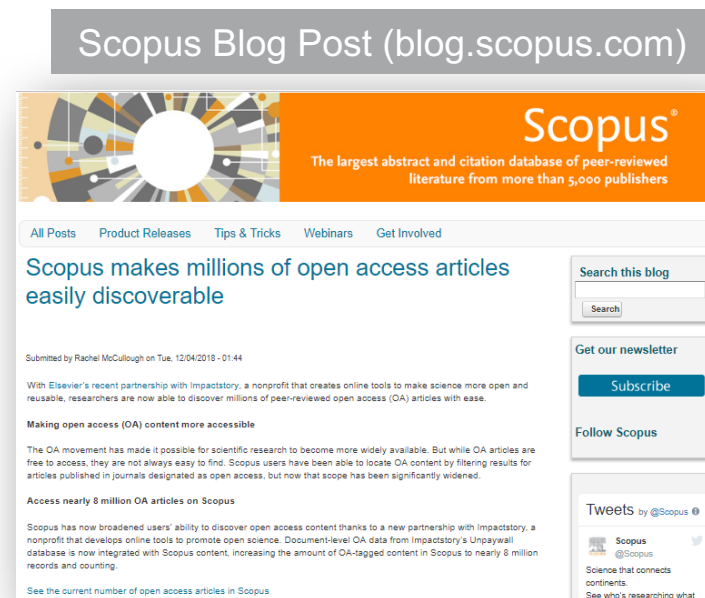 Scopus Blog Post (blog.scopus.com)
Scopus®
The largest abstract and citation database of peer-reviewed
literature from more than 5,000 publishers
All Posts Product Releases Tips & Tricks Webinars Get Involved
Scopus makes millions of open access articles
easily discoverable
Submitted by Rachel McCullough on Tue, 12/04/2018 - 01:44
With Elsevier's recent partnership with Impactstory, a nonprofit that creates online tools to make science more open and
reusable, researchers are now able to discover millions of peer-reviewed open access (OA) articles with ease.
Making open access (OA) content more accessible
The OA movement has made it possible for scientific research to become more widely available. But while OA articles are
free to access, they are not always easy to find. Scopus users have been able to locate OA content by filtering results for
articles published in journals designated as open access, but now that scope has been significantly widened.
Access nearly 8 million OA articles on Scopus
Scopus has now broadened users' ability to discover open access content thanks to a new partnership with Impactstory, a
nonprofit that develops online tools to promote open science. Document-level OA data from Impactstory's Unpaywall
database is now integrated with Scopus content, increasing the amount of OA-tagged content in Scopus to nearly 8 million
records and counting.
See the current number of open access articles in Scopus
Search this blog
Search
Get our newsletter
Subscribe
Follow Scopus
Tweets by @Scopus
Scopus
@Scopus
Science that connects
continents.
See who's researching what